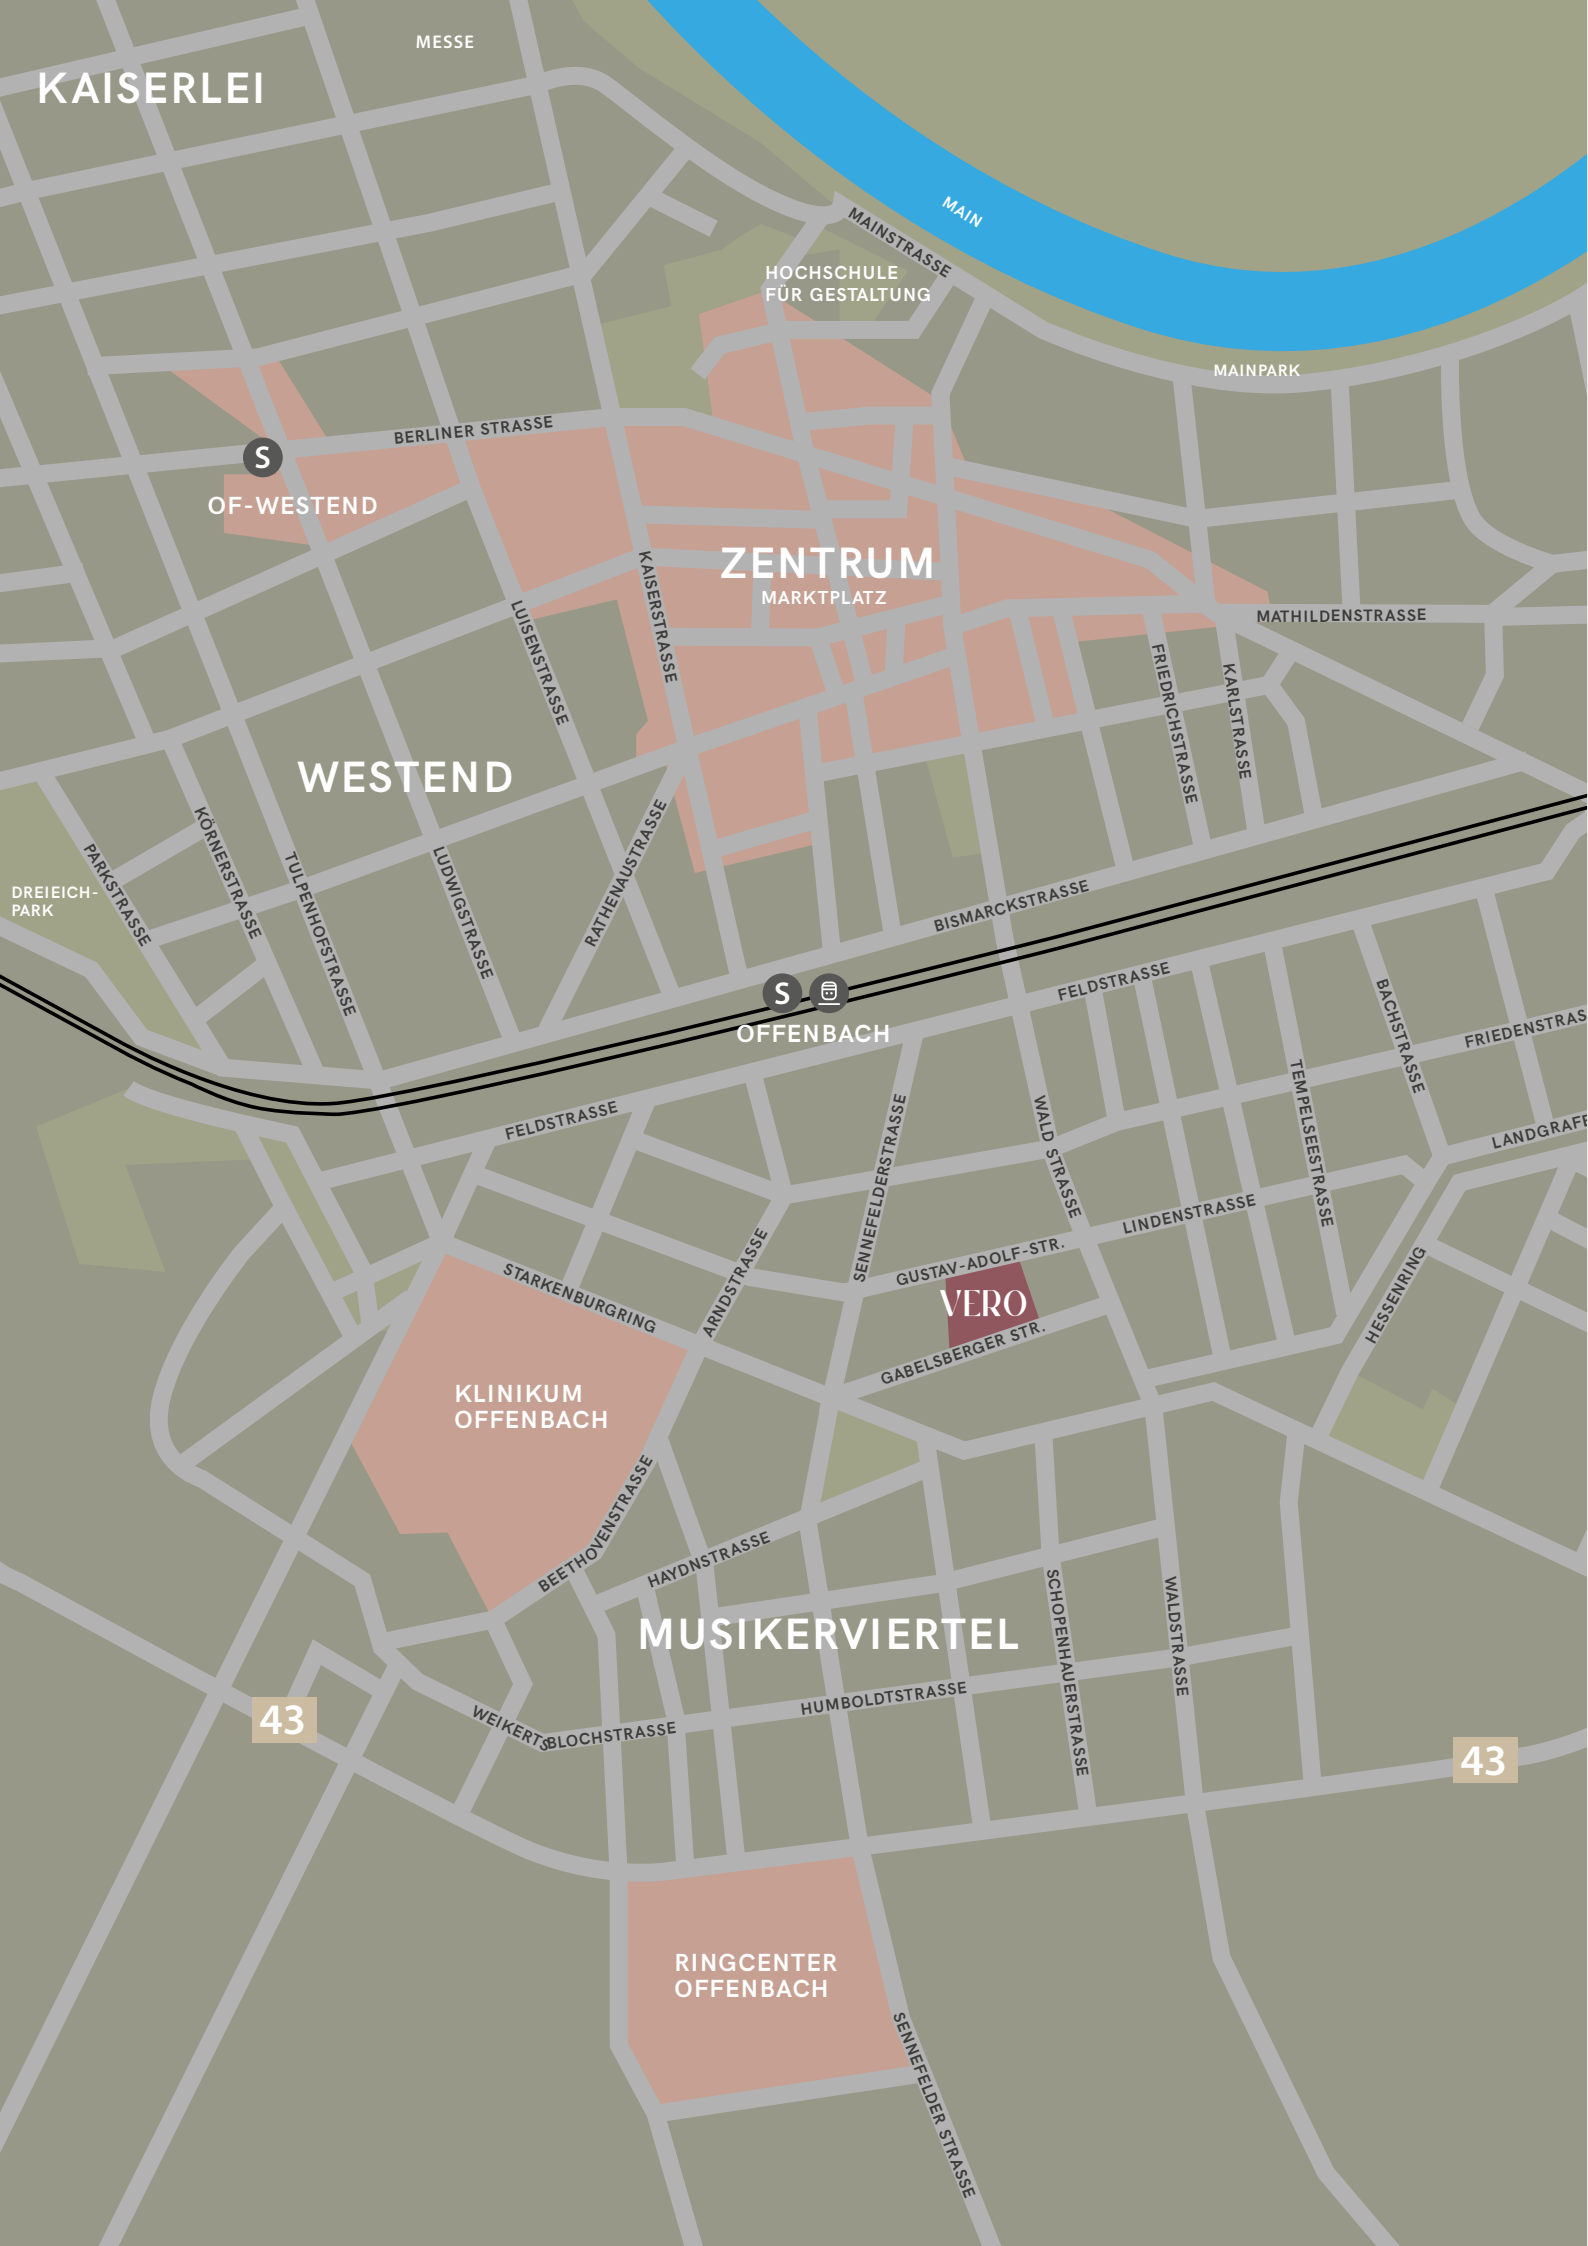 MESSE
KAISERLEI
MAIN
MAINSTRASSE
HOCHSCHULE
FÜR GESTALTUNG
MAINPARK
BERLINER STRASSE
S
OF-WESTEND
ZENTRUM
MARKTPLATZ
KAISERSTRASSE
LUISENSTRASSE
MATHILDENSTRASSE
FRIEDRICHSTRASSE
KARLSTRASSE
WESTEND
KÖRNERSTRASSE
PARKSTRASSE
TULPENHOFSTRASSE
LUDWIGSTRASSE
RATHENAUSTRASSE
DREIEICH-
PARK
BISMARCKSTRASSE
S
OFFENBACH
FELDSTRASSE
BACHSTRASSE
FRIEDENSTRAS
FELDSTRASSE
TEMPELSEESTRASSE
LANDGRAFE
SENNEFELDERSTRASSE
WALD STRASSE
LINDENSTRASSE
GUSTAV-ADOLF-STR.
STARKENBURGRING
ARNDSTRASSE
VERO
GABELSBERGER STR.
HESSENRING
KLINIKUM
OFFENBACH
BEETHOVENSTRASSE
HAYDNSTRASSE
SCHOPENHAUERSTRASSE
WALDSTRASSE
MUSIKERVIERTEL
HUMBOLDTSTRASSE
WEIKERTS
BLOCHSTRASSE
43
43
RINGCENTER
OFFENBACH
SENNEFELDER STRASSE